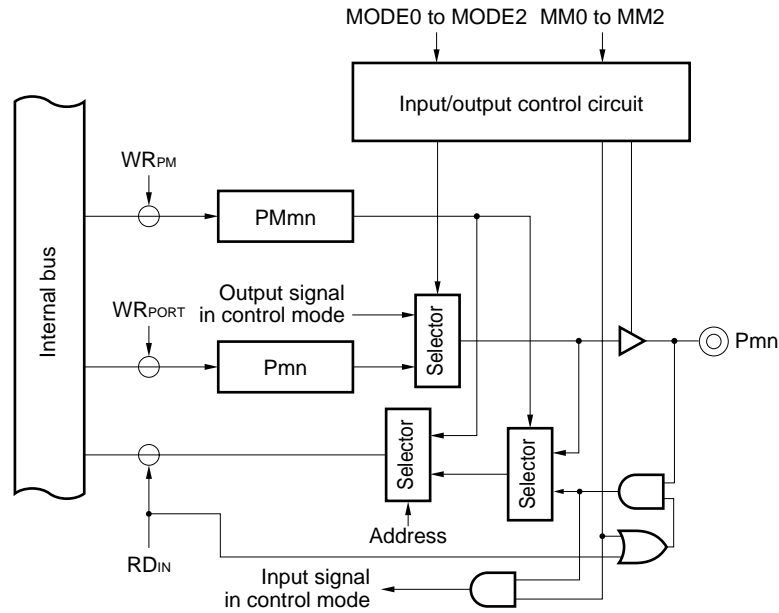 MODE0 to MODE2 MM0 to MM2
Input/output control circuit
WRPM
PMmn
Internal bus
Output signal
in control mode
WRPORT
Selector
Pmn
Pmn
Selector
Selector
Address
RDIN
Input signal
in control mode